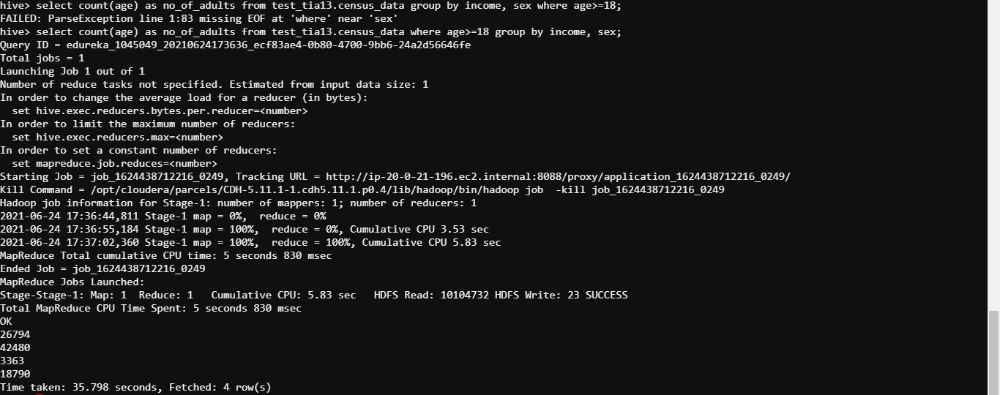 hive> select count(age) as no_of_adults from test_tia13.census_data group by income, sex where age>=18;
FAILED: ParseException line 1:83 missing EOF at 'where' near 'sex'
hive> select count(age) as no_of_adults from test_tia13.census_data where age>=18 group by income, sex;
Query ID = edureka_1045049_20210624173636_ecf83ae4-0b80-4700-9bb6-24a2d56646fe
Total jobs = 1
Launching Job 1 out of 1
Number of reduce tasks not specified. Estimated from input data size: 1
In order to change the average load for a reducer (in bytes):
  set hive.exec.reducers.bytes.per.reducer=<number>
In order to limit the maximum number of reducers:
  set hive.exec.reducers.max=<number>
In order to set a constant number of reducers:
  set mapreduce.job.reduces=<number>
Starting Job = job_1624438712216_0249, Tracking URL = http://ip-20-0-21-196.ec2.internal:8088/proxy/application_1624438712216_0249/
Kill Command = /opt/cloudera/parcels/CDH-5.11.1-1.cdh5.11.1.p0.4/lib/hadoop/bin/hadoop job  -kill job_1624438712216_0249
Hadoop job information for Stage-1: number of mappers: 1; number of reducers: 1
2021-06-24 17:36:44,811 Stage-1 map = 0%,  reduce = 0%
2021-06-24 17:36:55,184 Stage-1 map = 100%,  reduce = 0%, Cumulative CPU 3.53 sec
2021-06-24 17:37:02,360 Stage-1 map = 100%,  reduce = 100%, Cumulative CPU 5.83 sec
MapReduce Total cumulative CPU time: 5 seconds 830 msec
Ended Job = job_1624438712216_0249
MapReduce Jobs Launched:
Stage-Stage-1: Map: 1  Reduce: 1   Cumulative CPU: 5.83 sec   HDFS Read: 10104732 HDFS Write: 23 SUCCESS
Total MapReduce CPU Time Spent: 5 seconds 830 msec
OK
26794
42480
3363
18790
Time taken: 35.798 seconds, Fetched: 4 row(s)